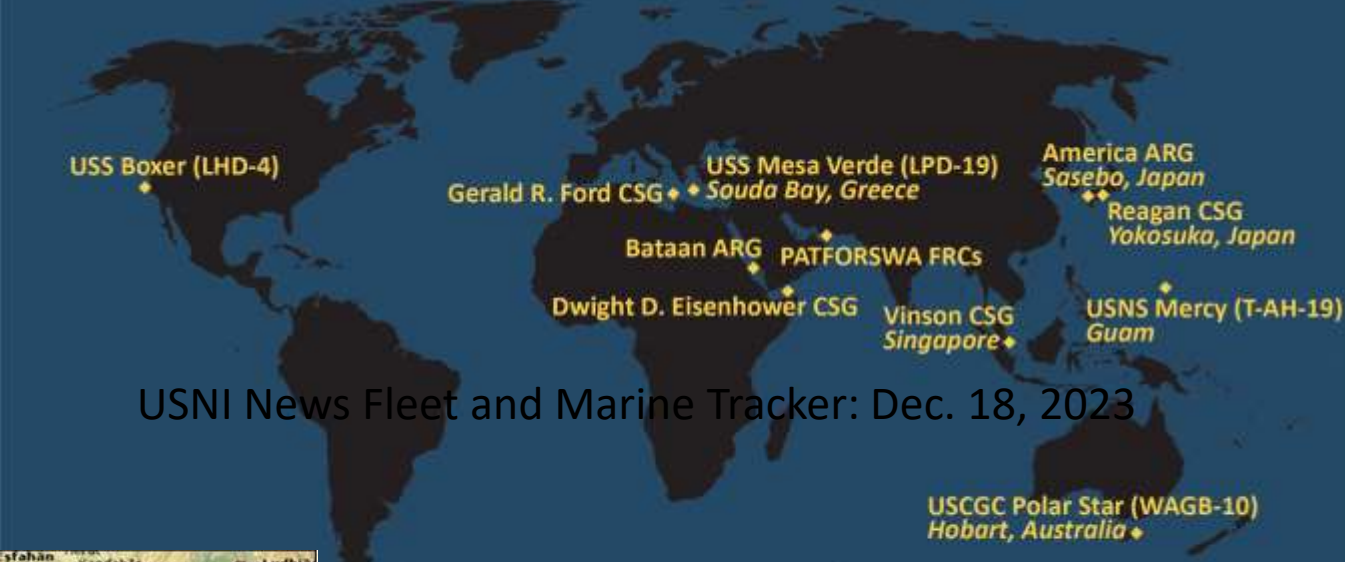 USS Boxer (LHD-4)
Gerald R. Ford CSG
USS Mesa Verde (LPD-19)
Souda Bay, Greece
America ARG
Sasebo, Japan
Reagan CSG
Yokosuka, Japan
Bataan ARG
PATFORSWA FRCs
Dwight D. Eisenhower CSG
Vinson CSG
Singapore
USNS Mercy (T-AH-19)
Guam
USNI News Fleet and Marine Tracker: Dec. 18, 2023
USCGC Polar Star (WAGB-10)
Hobart, Australia
sfahan